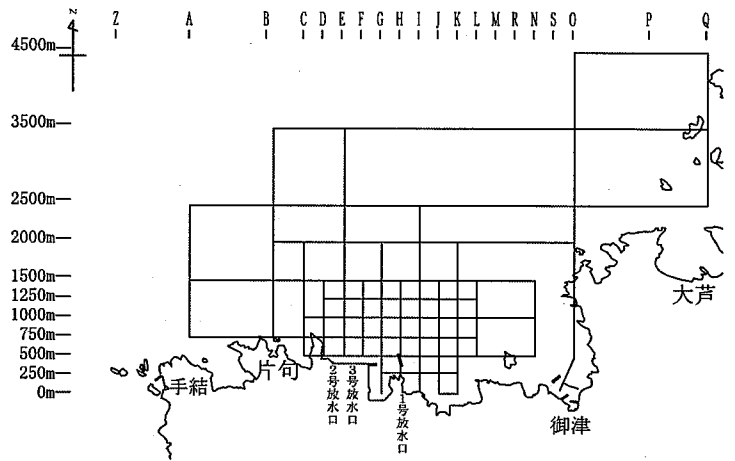 N
Z A B C D E F G H I J K L M R N S O P Q
4500m
3500m
2500m
2000m
1500m
1250m
1000m
750m
500m
250m
0m
大芦
片句
手結
御津
2号放水口
3号放水口
1号放水口